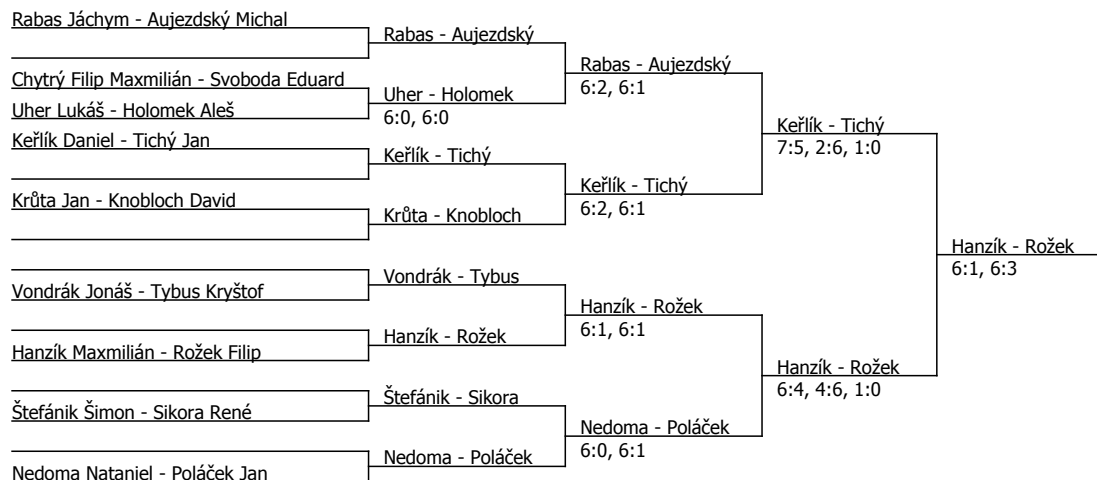 Rabas Jáchym - Aujezdský Michal
Chytrý Filip Maxmilián - Svoboda Eduard
Uher Lukáš - Holomek Aleš
Keřlík Daniel - Tichý Jan
Krůta Jan - Knobloch David
Vondrák Jonáš - Tybus Kryštof
Hanzík Maxmilián - Rožek Filip
Štefánik Šimon - Sikora René
Nedoma Nataniel - Poláček Jan
Rabas - Aujezdský
Uher - Holomek
6:0, 6:0
Keřlík - Tichý
Krůta - Knobloch
Vondrák - Tybus
Hanzík - Rožek
Štefánik - Sikora
Nedoma - Poláček
Rabas - Aujezdský
6:2, 6:1
Keřlík - Tichý
6:2, 6:1
Hanzík - Rožek
6:1, 6:1
Nedoma - Poláček
6:0, 6:1
Keřlík - Tichý
7:5, 2:6, 1:0
Hanzík - Rožek
6:4, 4:6, 1:0
Hanzík - Rožek
6:1, 6:3